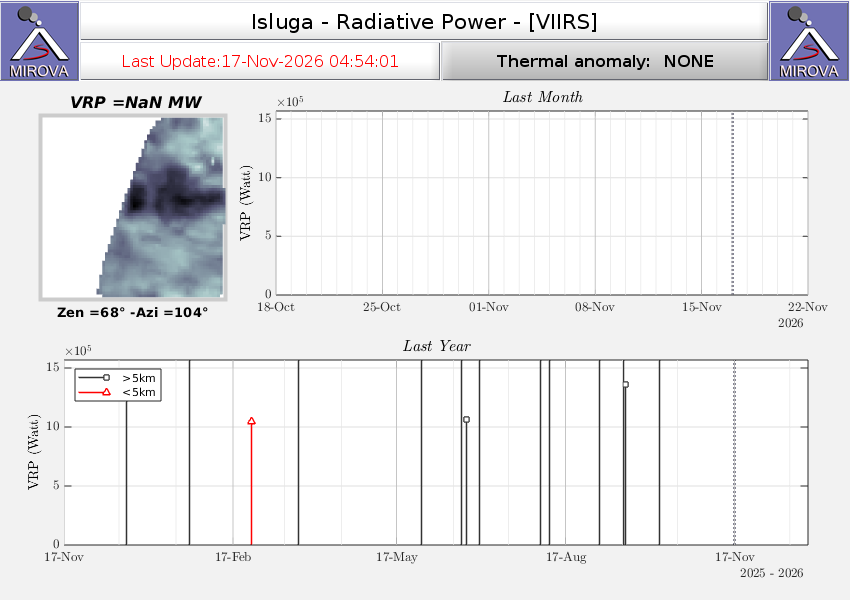 Isluga - Radiative Power - [VIIRS]
MIROVA
Last Update:17-Nov-2026 04:54:01
Thermal anomaly: NONE
MIROVA
VRP =NaN MW
Zen =68° -Azi =104°
Last Month
×10⁵
VRP (Watt)
15
10
5
0
18-Oct 25-Oct 01-Nov 08-Nov 15-Nov 22-Nov
2026
Last Year
×10⁵
VRP (Watt)
15
10
5
0
>5km
<5km
17-Nov 17-Feb 17-May 17-Aug 17-Nov
2025 - 2026